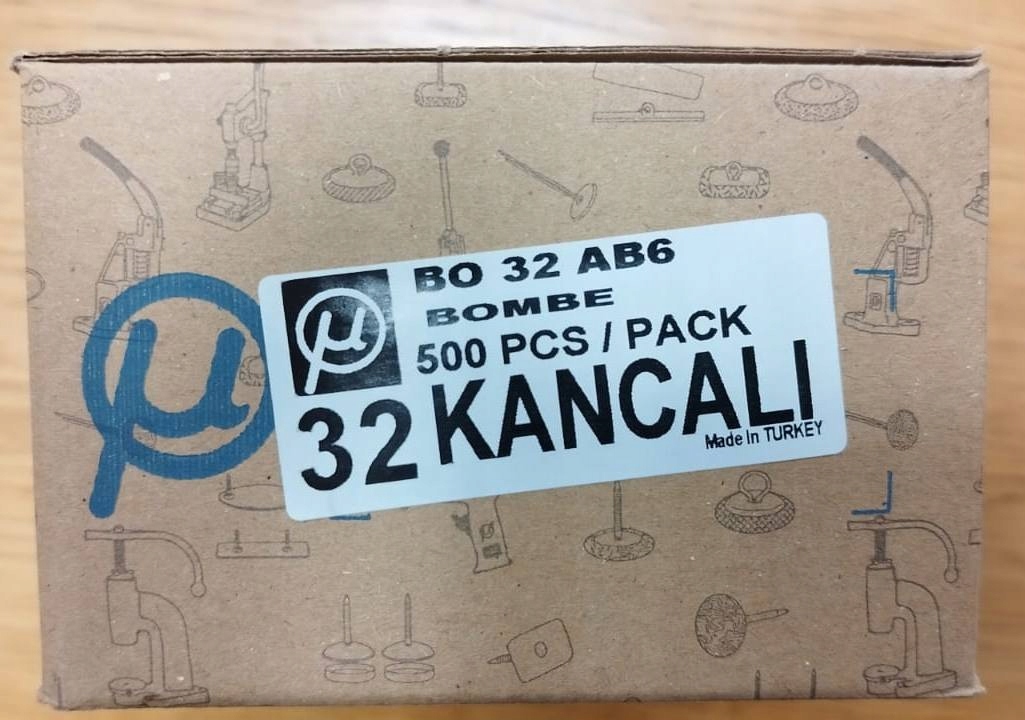 BO 32 AB6
BOMBE
500 PCS / PACK
32 KANCALI
Made In TURKEY
µ
µ